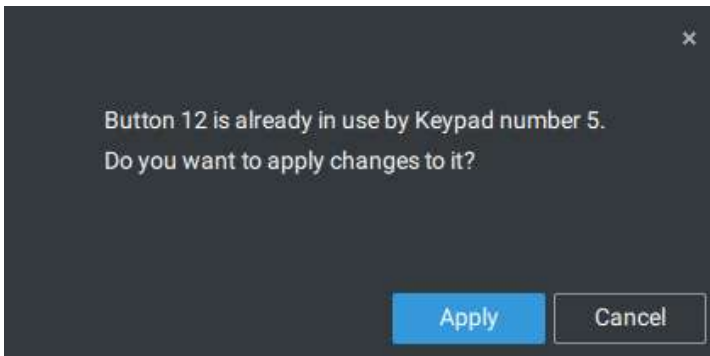 ×
Button 12 is already in use by Keypad number 5.
Do you want to apply changes to it?
Apply
Cancel